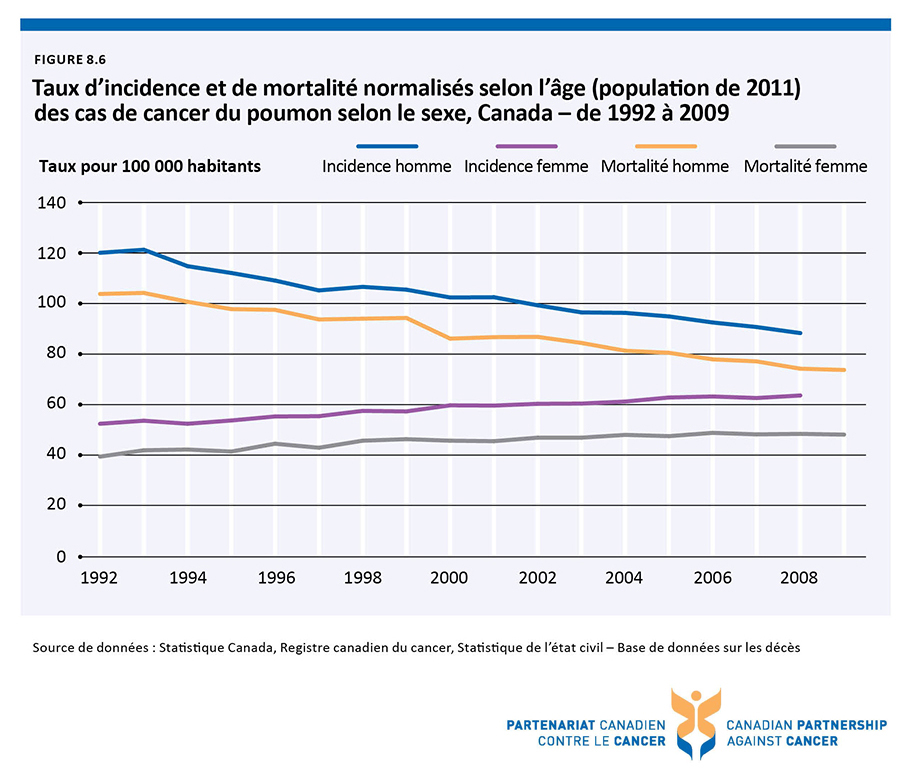 FIGURE 8.6
Taux d’incidence et de mortalité normalisés selon l’âge (population de 2011)
des cas de cancer du poumon selon le sexe, Canada – de 1992 à 2009
Taux pour 100 000 habitants
Incidence homme Incidence femme Mortalité homme Mortalité femme
140
120
100
80
60
40
20
0
1992 1994 1996 1998 2000 2002 2004 2006 2008
Source de données : Statistique Canada, Registre canadien du cancer, Statistique de l’état civil – Base de données sur les décès
PARTENARIAT CANADIEN
CONTRE LE CANCER
CANADIAN PARTNERSHIP
AGAINST CANCER